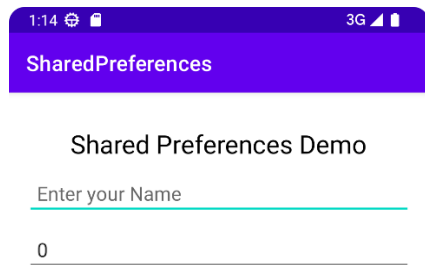 1:14 3G
SharedPreferences
Shared Preferences Demo
Enter your Name
0